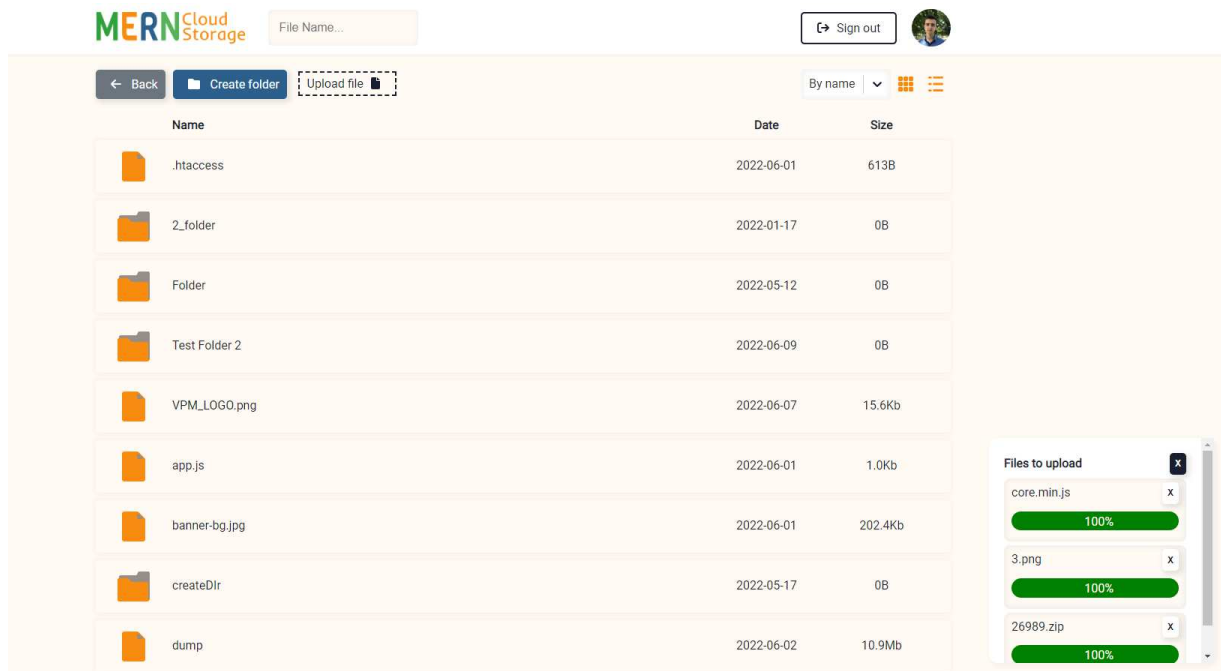 MERN Cloud Storage
File Name...
Sign out
Back
Create folder
Upload file
By name
Name Date Size
.htaccess 2022-06-01 613B
2_folder 2022-01-17 0B
Folder 2022-05-12 0B
Test Folder 2 2022-06-09 0B
VPM_LOGO.png 2022-06-07 15.6Kb
app.js 2022-06-01 1.0Kb
banner-bg.jpg 2022-06-01 202.4Kb
createDIr 2022-05-17 0B
dump 2022-06-02 10.9Mb
Files to upload X
core.min.js X
100%
3.png X
100%
26989.zip X
100%